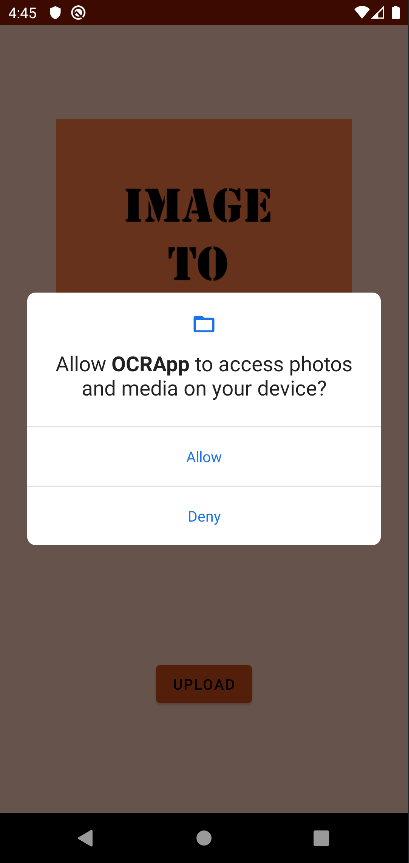 4:45
IMAGE
TO
Allow OCRApp to access photos
and media on your device?
Allow
Deny
UPLOAD